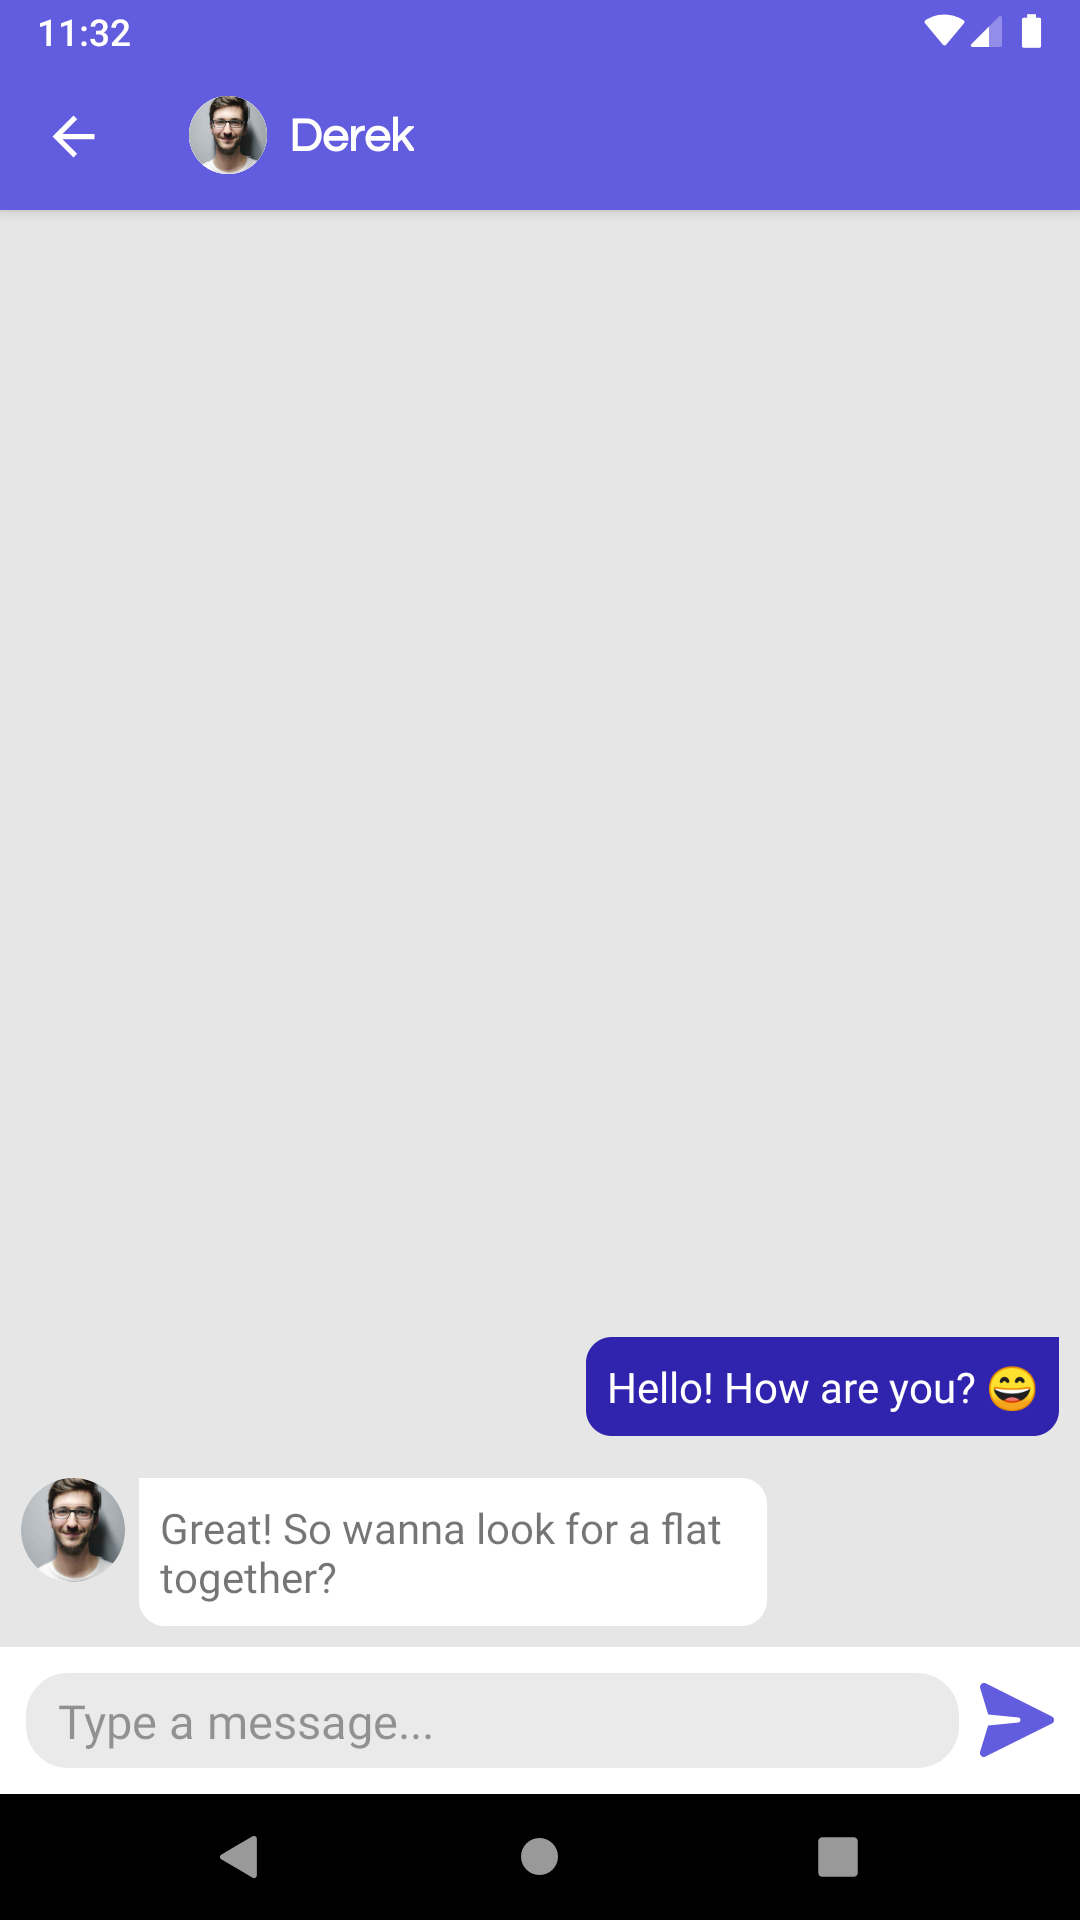 11:32
Derek
Hello! How are you? 😄
Great! So wanna look for a flat
together?
Type a message...